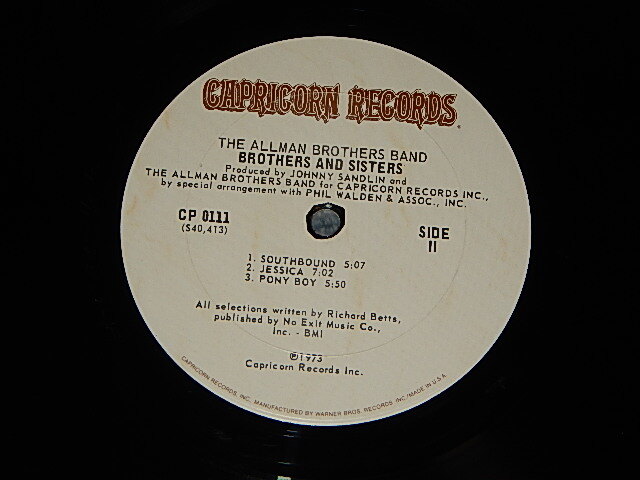 CAPRICORN RECORDS
THE ALLMAN BROTHERS BAND
BROTHERS AND SISTERS
Produced by JOHNNY SANDLIN and
THE ALLMAN BROTHERS BAND for CAPRICORN RECORDS INC.,
by special arrangement with PHIL WALDEN & ASSOC., INC.
CP 0111
(S40,413)
SIDE
II
1. SOUTHBOUND 5:07
2. JESSICA 7:02
3. PONY BOY 5:50
All selections written by Richard Betts,
published by No Exit Music Co.,
Inc. - BMI
℗1973
Capricorn Records Inc.
CAPRICORN RECORDS, INC. MANUFACTURED BY WARNER BROS. RECORDS, INC./MADE IN U.S.A.